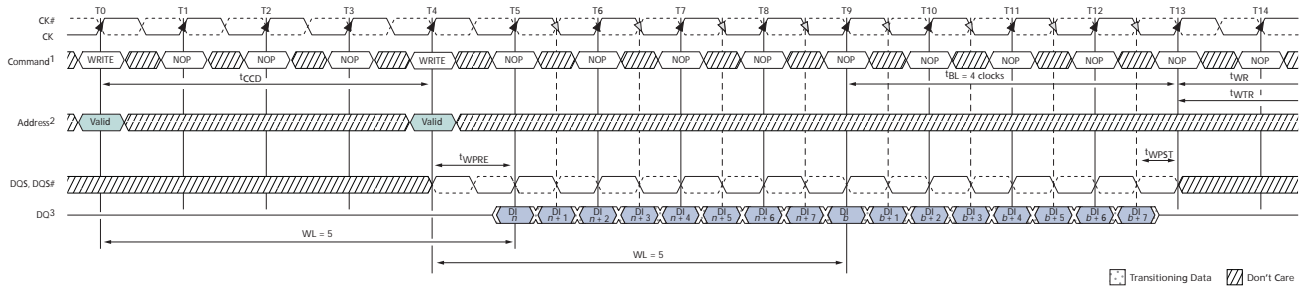 T0 T1 T2 T3 T4 T5 T6 T7 T8 T9 T10 T11 T12 T13 T14
CK#
CK
Command1 WRITE NOP NOP NOP WRITE NOP NOP NOP NOP NOP NOP NOP NOP NOP NOP
tCCD tBL = 4 clocks tWR
tWTR
Address2 Valid Valid
tWPRE tWPST
DQS, DQS#
DQ3 DI n DI n + 1 DI n + 2 DI n + 3 DI n + 4 DI n + 5 DI n + 6 DI n + 7 DI b DI b + 1 DI b + 2 DI b + 3 DI b + 4 DI b + 5 DI b + 6 DI b + 7
WL = 5
WL = 5
Transitioning Data Don't Care